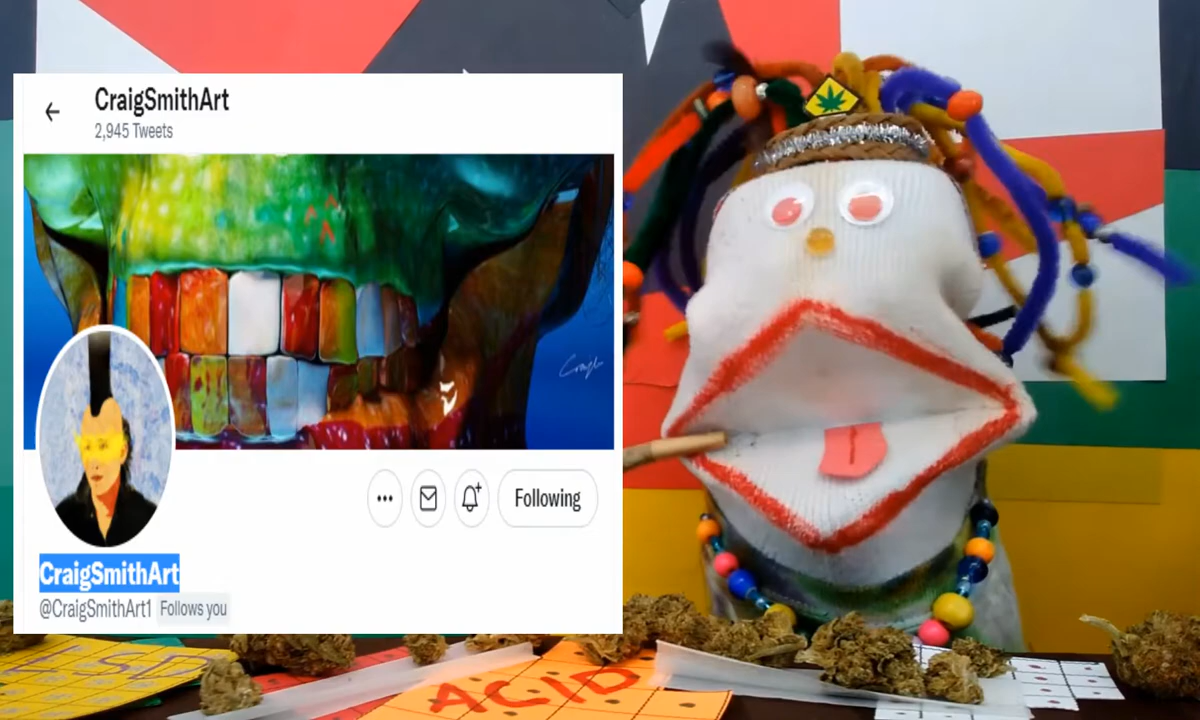 CraigSmithArt
2,945 Tweets
Following
CraigSmithArt
@CraigSmithArt1 Follows you
LSD
ACID